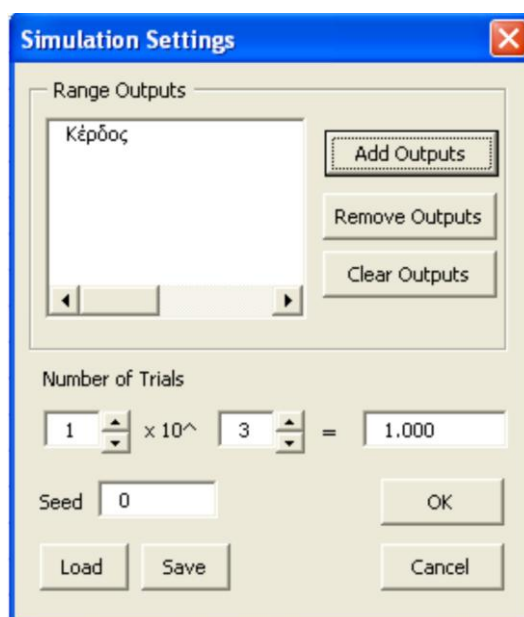 Simulation Settings
Range Outputs
Κέρδος
Add Outputs
Remove Outputs
Clear Outputs
Number of Trials
1 x 10^ 3 = 1.000
Seed 0
OK
Load Save Cancel